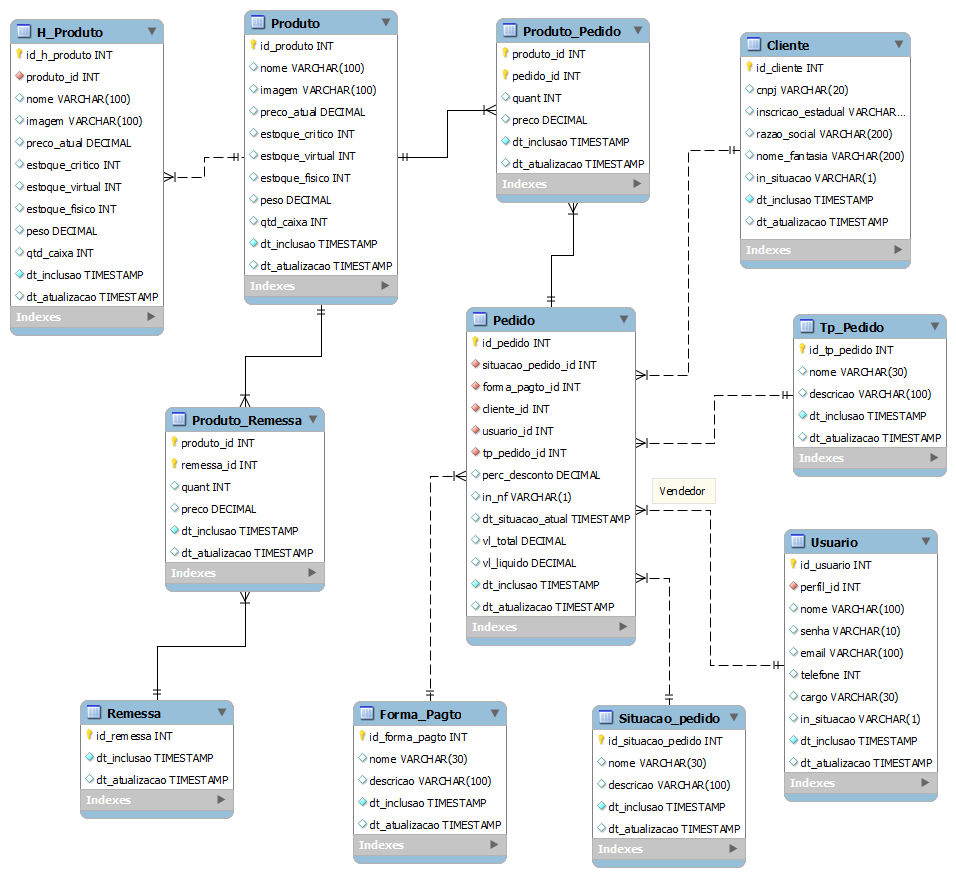 H_Produto
id_h_produto INT
produto_id INT
nome VARCHAR(100)
imagem VARCHAR(100)
preco_atual DECIMAL
estoque_critico INT
estoque_virtual INT
estoque_fisico INT
peso DECIMAL
qtd_caixa INT
dt_inclusao TIMESTAMP
dt_atualizacao TIMESTAMP
Indexes
Produto
id_produto INT
nome VARCHAR(100)
imagem VARCHAR(100)
preco_atual DECIMAL
estoque_critico INT
estoque_virtual INT
estoque_fisico INT
peso DECIMAL
qtd_caixa INT
dt_inclusao TIMESTAMP
dt_atualizacao TIMESTAMP
Indexes
Produto_Pedido
produto_id INT
pedido_id INT
quant INT
preco DECIMAL
dt_inclusao TIMESTAMP
dt_atualizacao TIMESTAMP
Indexes
Cliente
id_cliente INT
cnpj VARCHAR(20)
inscricao_estadual VARCHAR...
razao_social VARCHAR(200)
nome_fantasia VARCHAR(200)
in_situacao VARCHAR(1)
dt_inclusao TIMESTAMP
dt_atualizacao TIMESTAMP
Indexes
Pedido
id_pedido INT
situacao_pedido_id INT
forma_pagto_id INT
cliente_id INT
usuario_id INT
tp_pedido_id INT
perc_desconto DECIMAL
in_nf VARCHAR(1)
dt_situacao_atual TIMESTAMP
vl_total DECIMAL
vl_liquido DECIMAL
dt_inclusao TIMESTAMP
dt_atualizacao TIMESTAMP
Indexes
Tp_Pedido
id_tp_pedido INT
nome VARCHAR(30)
descricao VARCHAR(100)
dt_inclusao TIMESTAMP
dt_atualizacao TIMESTAMP
Indexes
Produto_Remessa
produto_id INT
remessa_id INT
quant INT
preco DECIMAL
dt_inclusao TIMESTAMP
dt_atualizacao TIMESTAMP
Indexes
Vendedor
Usuario
id_usuario INT
perfil_id INT
nome VARCHAR(100)
senha VARCHAR(10)
email VARCHAR(100)
telefone INT
cargo VARCHAR(30)
in_situacao VARCHAR(1)
dt_inclusao TIMESTAMP
dt_atualizacao TIMESTAMP
Indexes
Remessa
id_remessa INT
dt_inclusao TIMESTAMP
dt_atualizacao TIMESTAMP
Indexes
Forma_Pagto
id_forma_pagto INT
nome VARCHAR(30)
descricao VARCHAR(100)
dt_inclusao TIMESTAMP
dt_atualizacao TIMESTAMP
Indexes
Situacao_pedido
id_situacao_pedido INT
nome VARCHAR(30)
descricao VARCHAR(100)
dt_inclusao TIMESTAMP
dt_atualizacao TIMESTAMP
Indexes